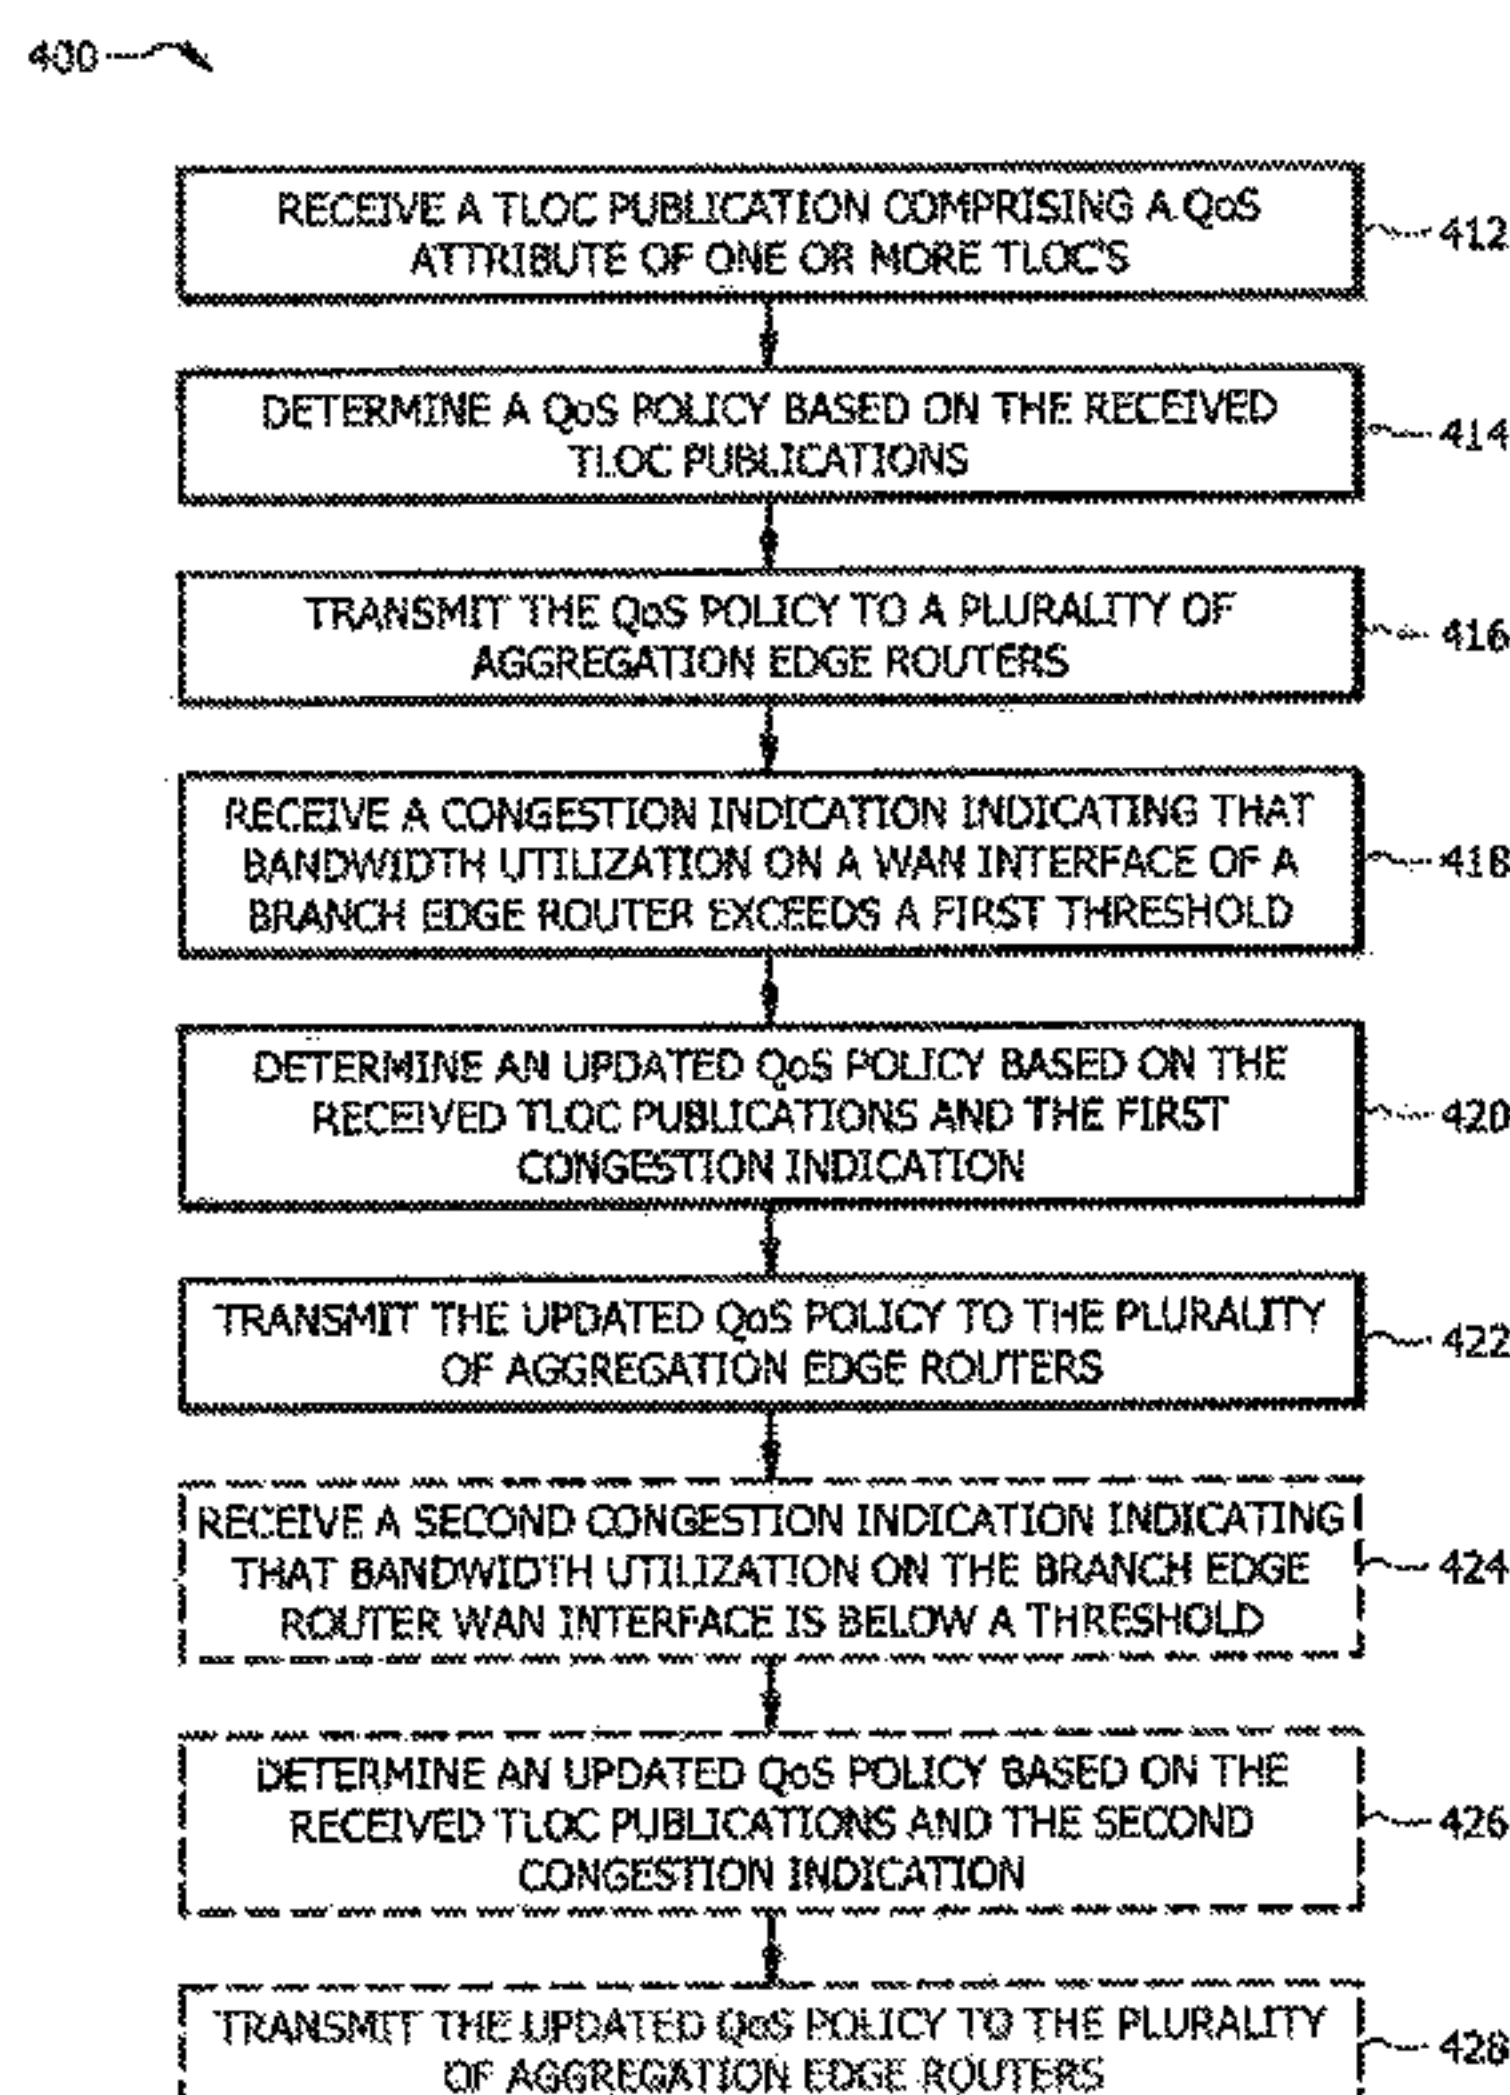 400
RECEIVE A TLOC PUBLICATION COMPRISING A QoS
ATTRIBUTE OF ONE OR MORE TLOC'S
412
DETERMINE A QoS POLICY BASED ON THE RECEIVED
TLOC PUBLICATIONS
414
TRANSMIT THE QoS POLICY TO A PLURALITY OF
AGGREGATION EDGE ROUTERS
416
RECEIVE A CONGESTION INDICATION INDICATING THAT
BANDWIDTH UTILIZATION ON A WAN INTERFACE OF A
BRANCH EDGE ROUTER EXCEEDS A FIRST THRESHOLD
418
DETERMINE AN UPDATED QoS POLICY BASED ON THE
RECEIVED TLOC PUBLICATIONS AND THE FIRST
CONGESTION INDICATION
420
TRANSMIT THE UPDATED QoS POLICY TO THE PLURALITY
OF AGGREGATION EDGE ROUTERS
422
RECEIVE A SECOND CONGESTION INDICATION INDICATING
THAT BANDWIDTH UTILIZATION ON THE BRANCH EDGE
ROUTER WAN INTERFACE IS BELOW A THRESHOLD
424
DETERMINE AN UPDATED QoS POLICY BASED ON THE
RECEIVED TLOC PUBLICATIONS AND THE SECOND
CONGESTION INDICATION
426
TRANSMIT THE UPDATED QoS POLICY TO THE PLURALITY
OF AGGREGATION EDGE ROUTERS
428